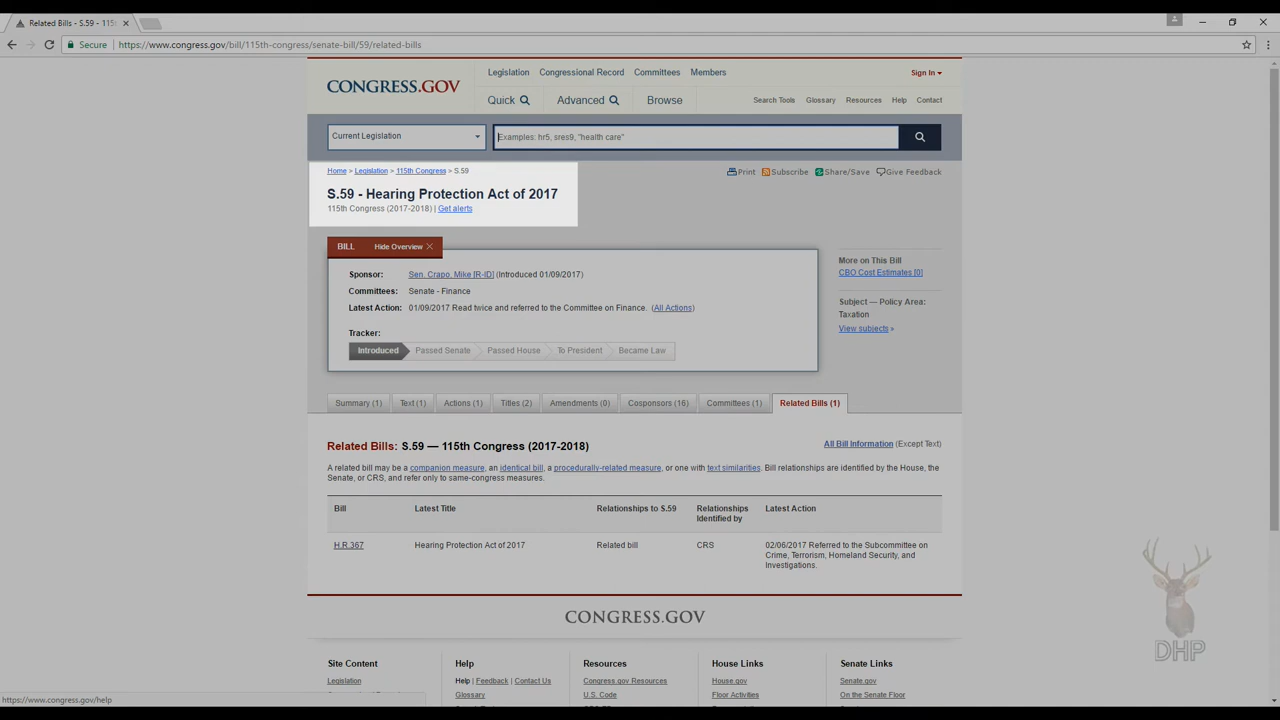 Related Bills - S.59 - 115
Secure https://www.congress.gov/bill/115th-congress/senate-bill/59/related-bills
CONGRESS.GOV
Legislation Congressional Record Committees Members
Sign In
Quick Advanced Browse
Search Tools Glossary Resources Help Contact
Current Legislation
Examples: hr5, sres9, "health care"
Home > Legislation > 115th Congress > S.59
Print Subscribe Share/Save Give Feedback
S.59 - Hearing Protection Act of 2017
115th Congress (2017-2018) | Get alerts
BILL Hide Overview ×
Sponsor: Sen. Crapo, Mike [R-ID] (Introduced 01/09/2017)
Committees: Senate - Finance
Latest Action: 01/09/2017 Read twice and referred to the Committee on Finance. (All Actions)
Tracker:
Introduced Passed Senate Passed House To President Became Law
More on This Bill
CBO Cost Estimates [0]
Subject — Policy Area:
Taxation
View subjects »
Summary (1) Text (1) Actions (1) Titles (2) Amendments (0) Cosponsors (16) Committees (1) Related Bills (1)
Related Bills: S.59 — 115th Congress (2017-2018)
All Bill Information (Except Text)
A related bill may be a companion measure, an identical bill, a procedurally-related measure, or one with text similarities. Bill relationships are identified by the House, the
Senate, or CRS, and refer only to same-congress measures.
Bill Latest Title Relationships to S.59 Relationships Identified by Latest Action
H.R.367 Hearing Protection Act of 2017 Related bill CRS 02/06/2017 Referred to the Subcommittee on
Crime, Terrorism, Homeland Security, and
Investigations.
CONGRESS.GOV
Site Content Help Resources House Links Senate Links
Legislation Help | Feedback | Contact Us Congress.gov Resources House.gov Senate.gov
Glossary U.S. Code Floor Activities On the Senate Floor
https://www.congress.gov/help
DHP